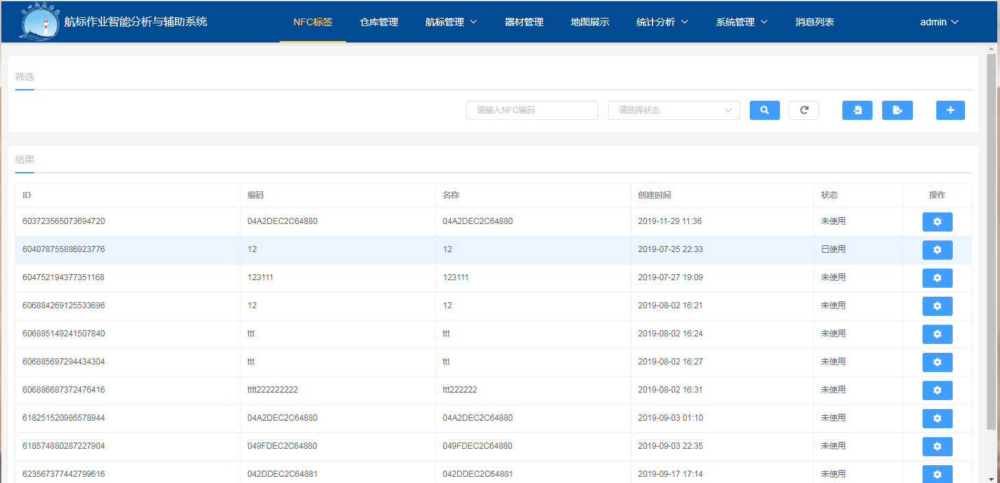 航标作业智能分析与辅助系统 NFC标签 仓库管理 航标管理 器材管理 地图展示 统计分析 系统管理 消息列表 admin
筛选
请输入NFC编码 请选择状态
结果
ID 编码 名称 创建时间 状态 操作
603723565073694720 04A2DEC2C64880 04A2DEC2C64880 2019-11-29 11:36 未使用
604078755886923776 12 12 2019-07-25 22:33 已使用
604752194377351168 123111 123111 2019-07-27 19:09 未使用
606884269125533696 12 12 2019-08-02 16:21 未使用
606885149241507840 ttt ttt 2019-08-02 16:24 未使用
606885697294434304 ttt ttt 2019-08-02 16:27 未使用
606886687372476416 tttt222222222 ttt222222 2019-08-02 16:31 未使用
618251520986578944 04A2DEC2C64880 04A2DEC2C64880 2019-09-03 01:10 未使用
618574880287227904 049FDEC2C64880 049FDEC2C64880 2019-09-03 22:35 未使用
623567377442799616 042DDEC2C64881 042DDEC2C64881 2019-09-17 17:14 未使用